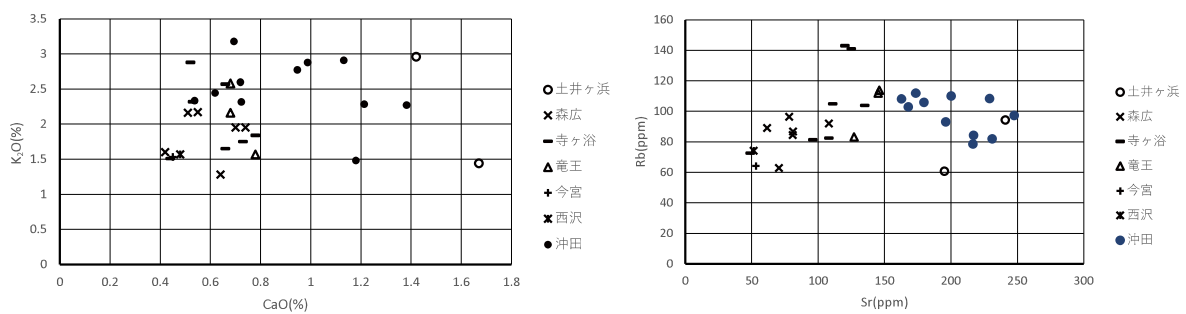 3.5
3
2.5
2
1.5
1
0.5
0
K₂O(%)
0 0.2 0.4 0.6 0.8 1 1.2 1.4 1.6 1.8
CaO(%)
土井ヶ浜
森広
寺ヶ浴
竜王
今宮
西沢
沖田
160
140
120
100
80
60
40
20
0
Rb(ppm)
0 50 100 150 200 250 300
Sr(ppm)
土井ヶ浜
森広
寺ヶ浴
竜王
今宮
西沢
沖田